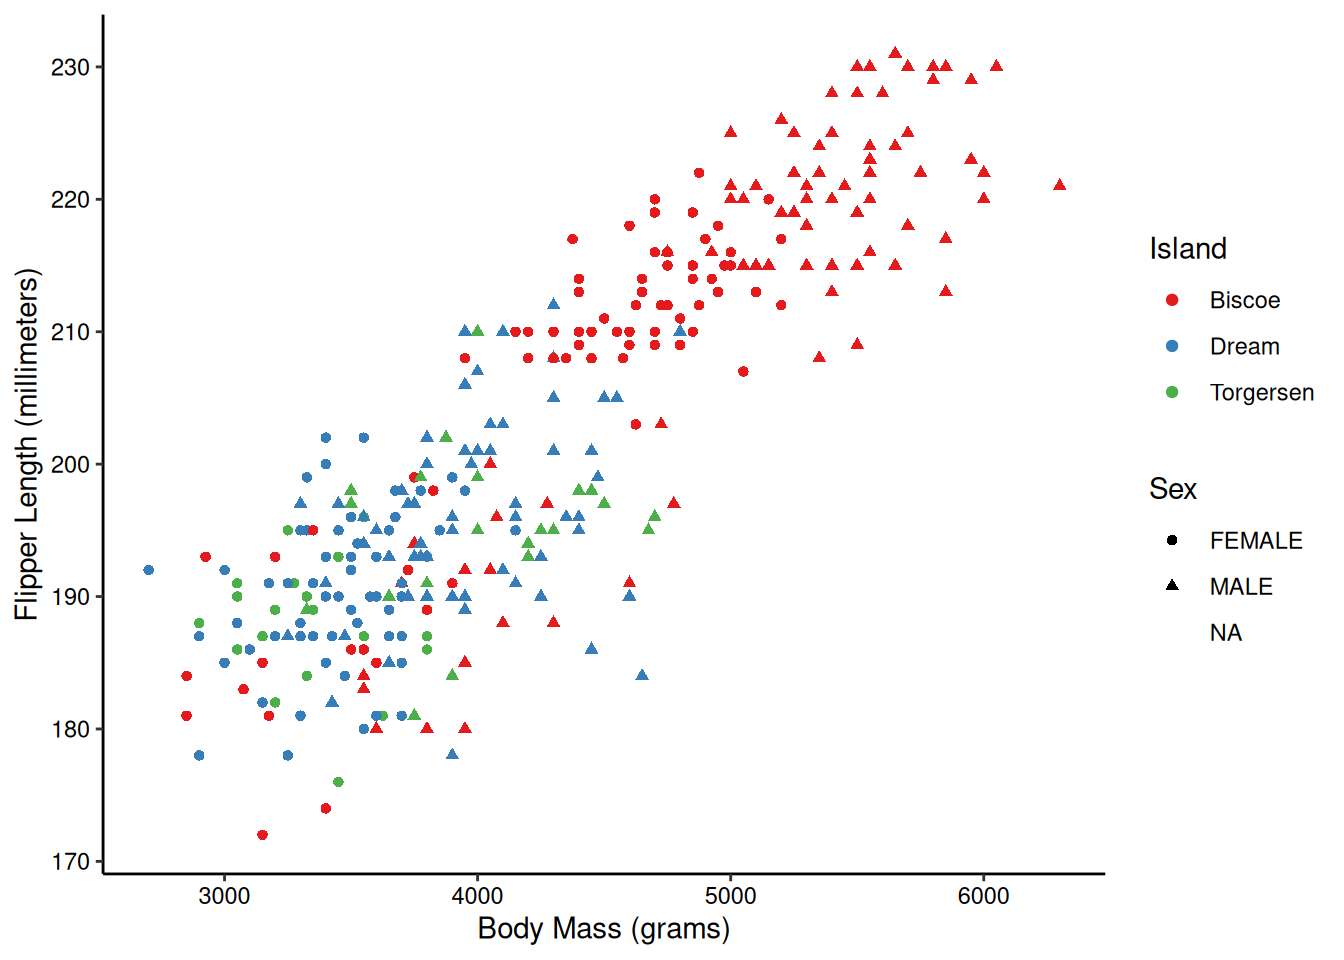 230
220
210
200
190
180
170
Flipper Length (millimeters)
3000
4000
5000
6000
Body Mass (grams)
Island
Biscoe
Dream
Torgersen
Sex
FEMALE
MALE
NA